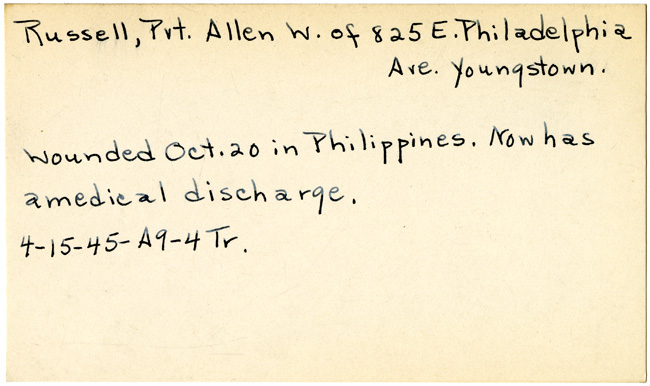 Russell, Pvt. Allen W. of 825 E. Philadelphia
Ave. Youngstown.
Wounded Oct. 20 in Philippines. Now has
a medical discharge.
4-15-45-A9-4 Tr.